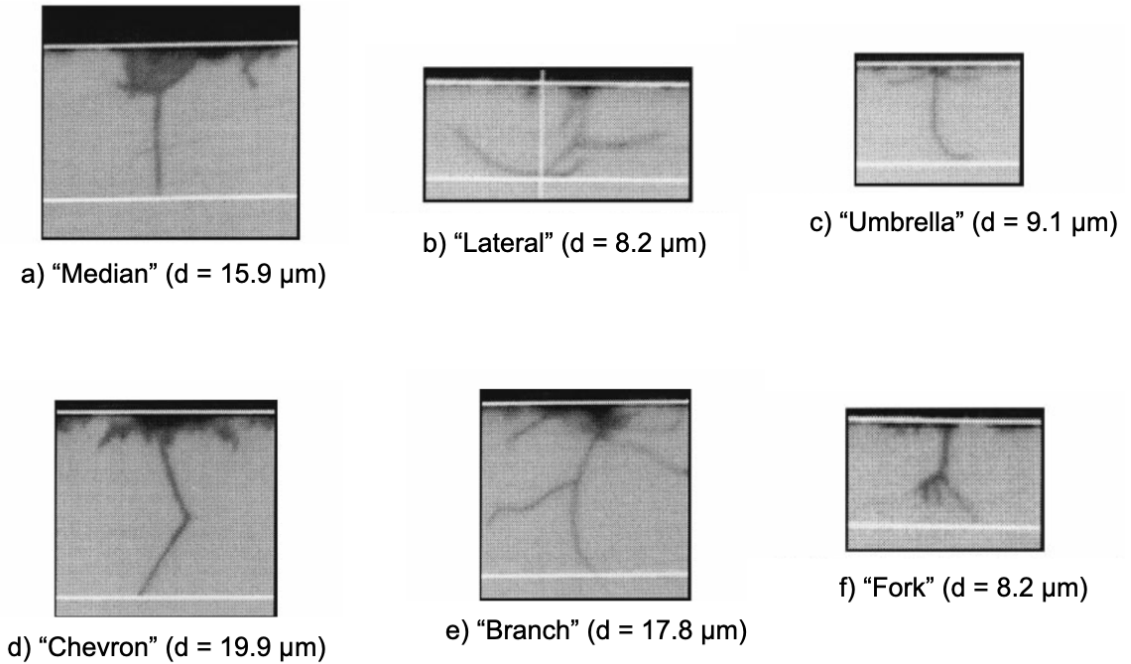 a) “Median” (d = 15.9 μm)
b) “Lateral” (d = 8.2 μm)
c) “Umbrella” (d = 9.1 μm)
d) “Chevron” (d = 19.9 μm)
e) “Branch” (d = 17.8 μm)
f) “Fork” (d = 8.2 μm)